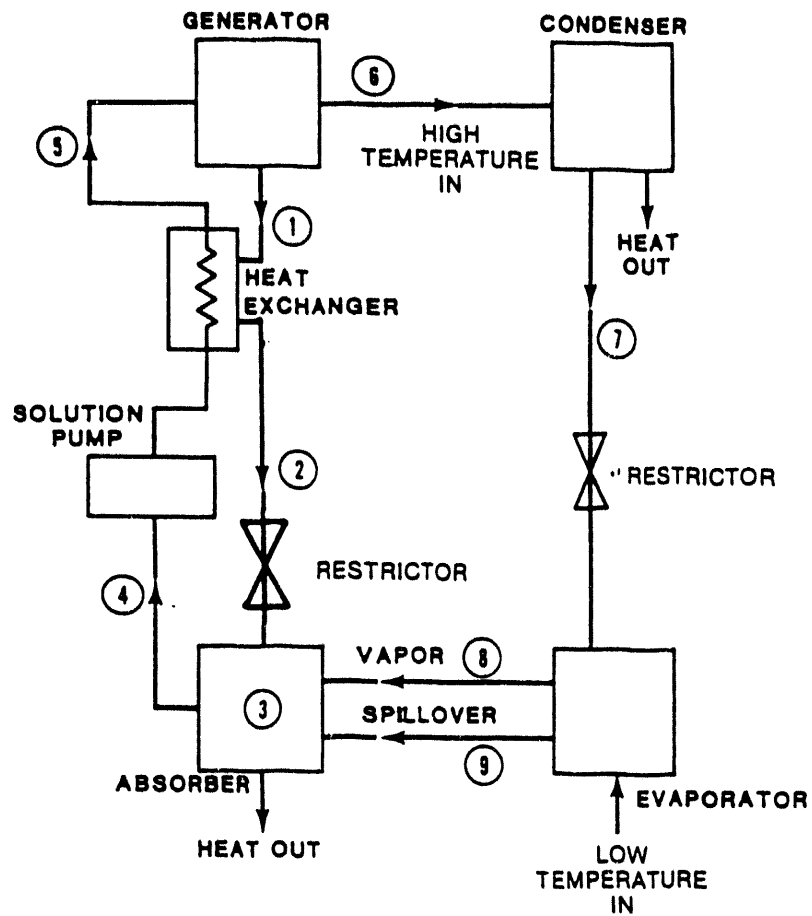 GENERATOR
CONDENSER
6
HIGH
TEMPERATURE
IN
5
1
HEAT
OUT
HEAT
EXCHANGER
7
SOLUTION
PUMP
2
RESTRICTOR
RESTRICTOR
4
VAPOR
8
3
SPILLOVER
9
ABSORBER
EVAPORATOR
HEAT OUT
LOW
TEMPERATURE
IN